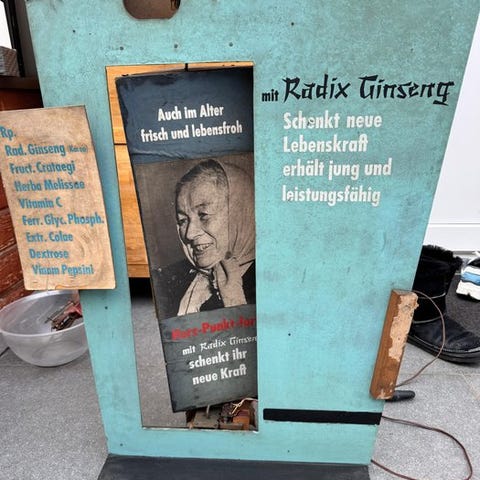 Rp.
Rad. Ginseng
Fruct. Crataegi
Herba Melissae
Vitamin C
Ferr. Glyc. Phosph.
Extr. Colae
Dextrose
Vinum Pepsini
Auch im Alter
frisch und lebensfroh
mit Radix Ginseng
schenkt ihr
neue Kraft
mit Radix Ginseng
Schenkt neue
Lebenskraft
erhält jung und
leistungsfähig